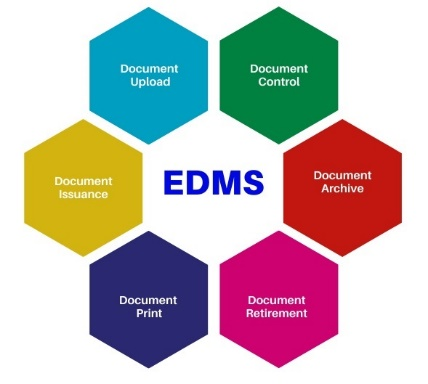 Document
Upload
Document
Control
Document
Issuance
EDMS
Document
Archive
Document
Print
Document
Retirement